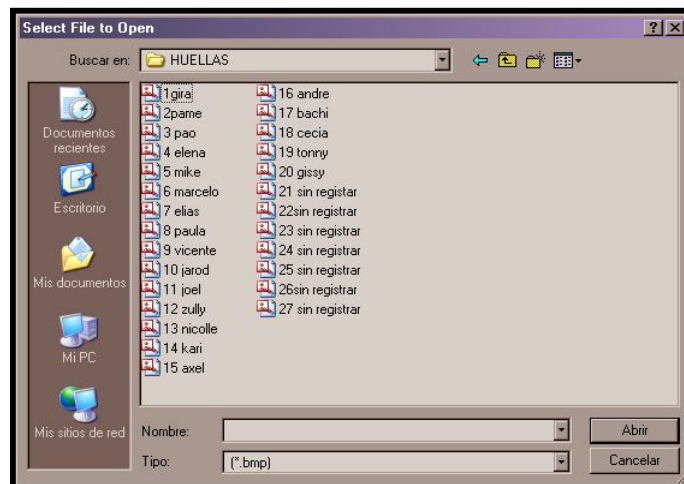 Select File to Open
Buscar en: HUELLAS
Documentos
recientes
Escritorio
Mis documentos
Mi PC
Mis sitios de red
1gira
2pame
3 pao
4 elena
5 mike
6 marcelo
7 elias
8 paula
9 vicente
10 jarod
11 joel
12 zully
13 nicolle
14 kari
15 axel
16 andre
17 bachi
18 cecia
19 tonny
20 gissy
21 sin registrar
22sin registrar
23 sin registrar
24 sin registrar
25 sin registrar
26sin registrar
27 sin registrar
Nombre:
Abrir
Tipo: (*.bmp)
Cancelar